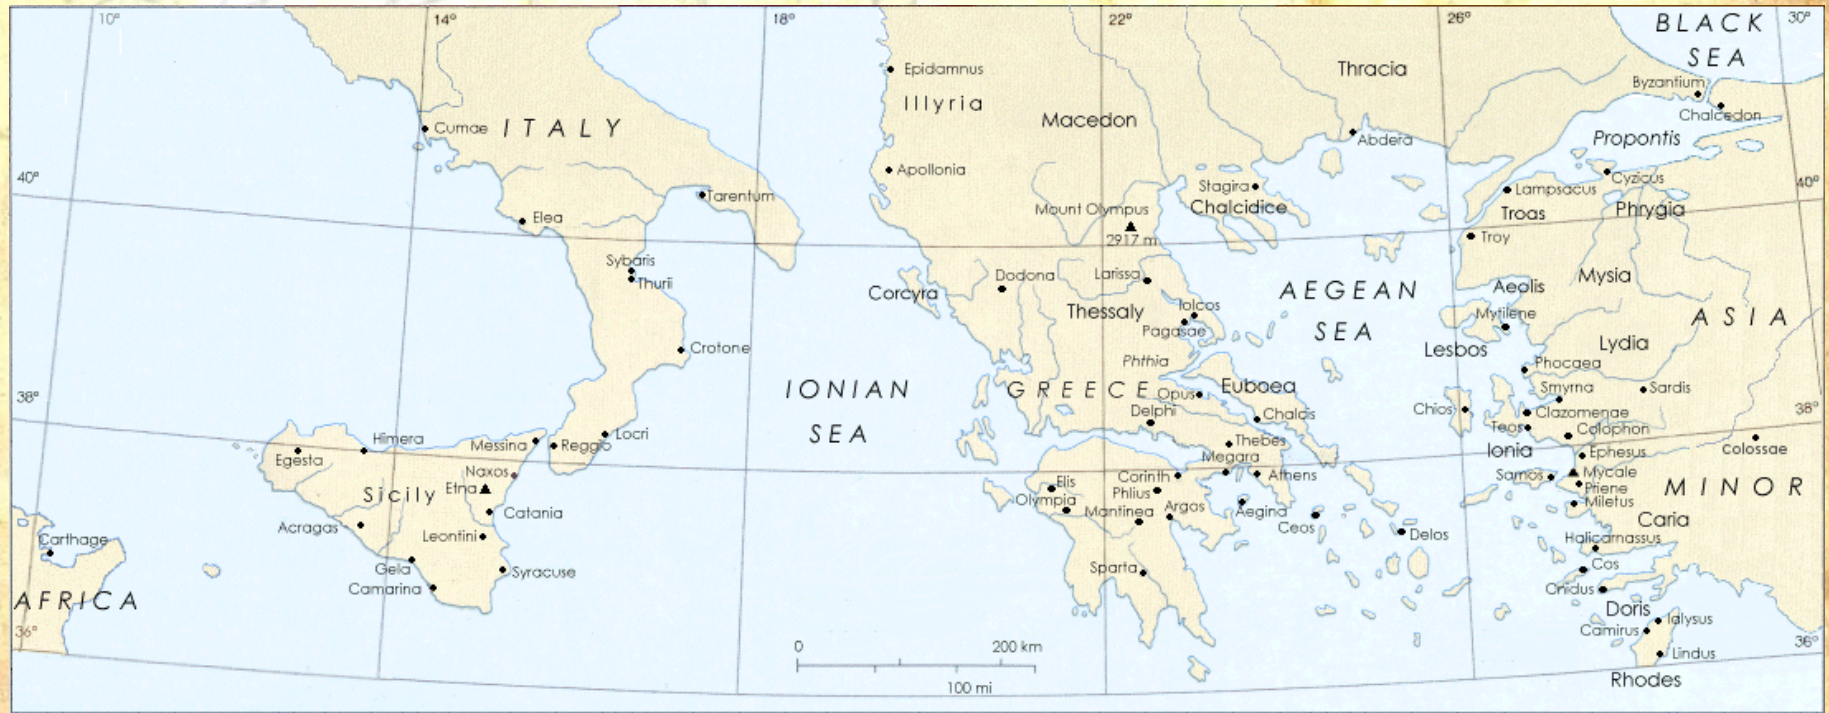 10°
14°
18°
22°
26°
30°
BLACK
SEA
Epidamnus
Illyria
Thracia
Byzantium
Chalcedon
Macedon
Cumae
ITALY
Abdera
Propontis
Apollonia
40°
Tarentum
Stagira
Chalcidice
Lampsacus
Cyzicus
40°
Elea
Mount Olympus
2917 m
Troas
Phrygia
Troy
Sybaris
Thurii
Dodona
Larissa
Corcyra
Mysia
Aeolis
AEGEAN
SEA
Thessaly
Iolcos
Pagasae
Mytilene
ASIA
Crotone
Lesbos
Lydia
Phthia
Phocaea
IONIAN
SEA
GREECE
Opus
Euboea
Smyrna
Sardis
38°
Delphi
Chalcis
Chios
Clazomenae
38°
Teos
Colophon
Himera
Messina
Reggio
Locri
Thebes
Ionia
Colossae
Egesta
Megara
Ephesus
Naxos
Corinth
Athens
Samos
Mycale
Etna
Sicily
Elis
Phlius
Priene
MINOR
Olympia
Mantinea
Argos
Aegina
Miletus
Catania
Ceos
Caria
Acragas
Leontini
Delos
Carthage
Halicarnassus
Gela
Syracuse
Sparta
Cos
Camarina
Cnidus
AFRICA
Doris
Ialysus
36°
Camirus
36°
0
200 km
Lindus
100 mi
Rhodes